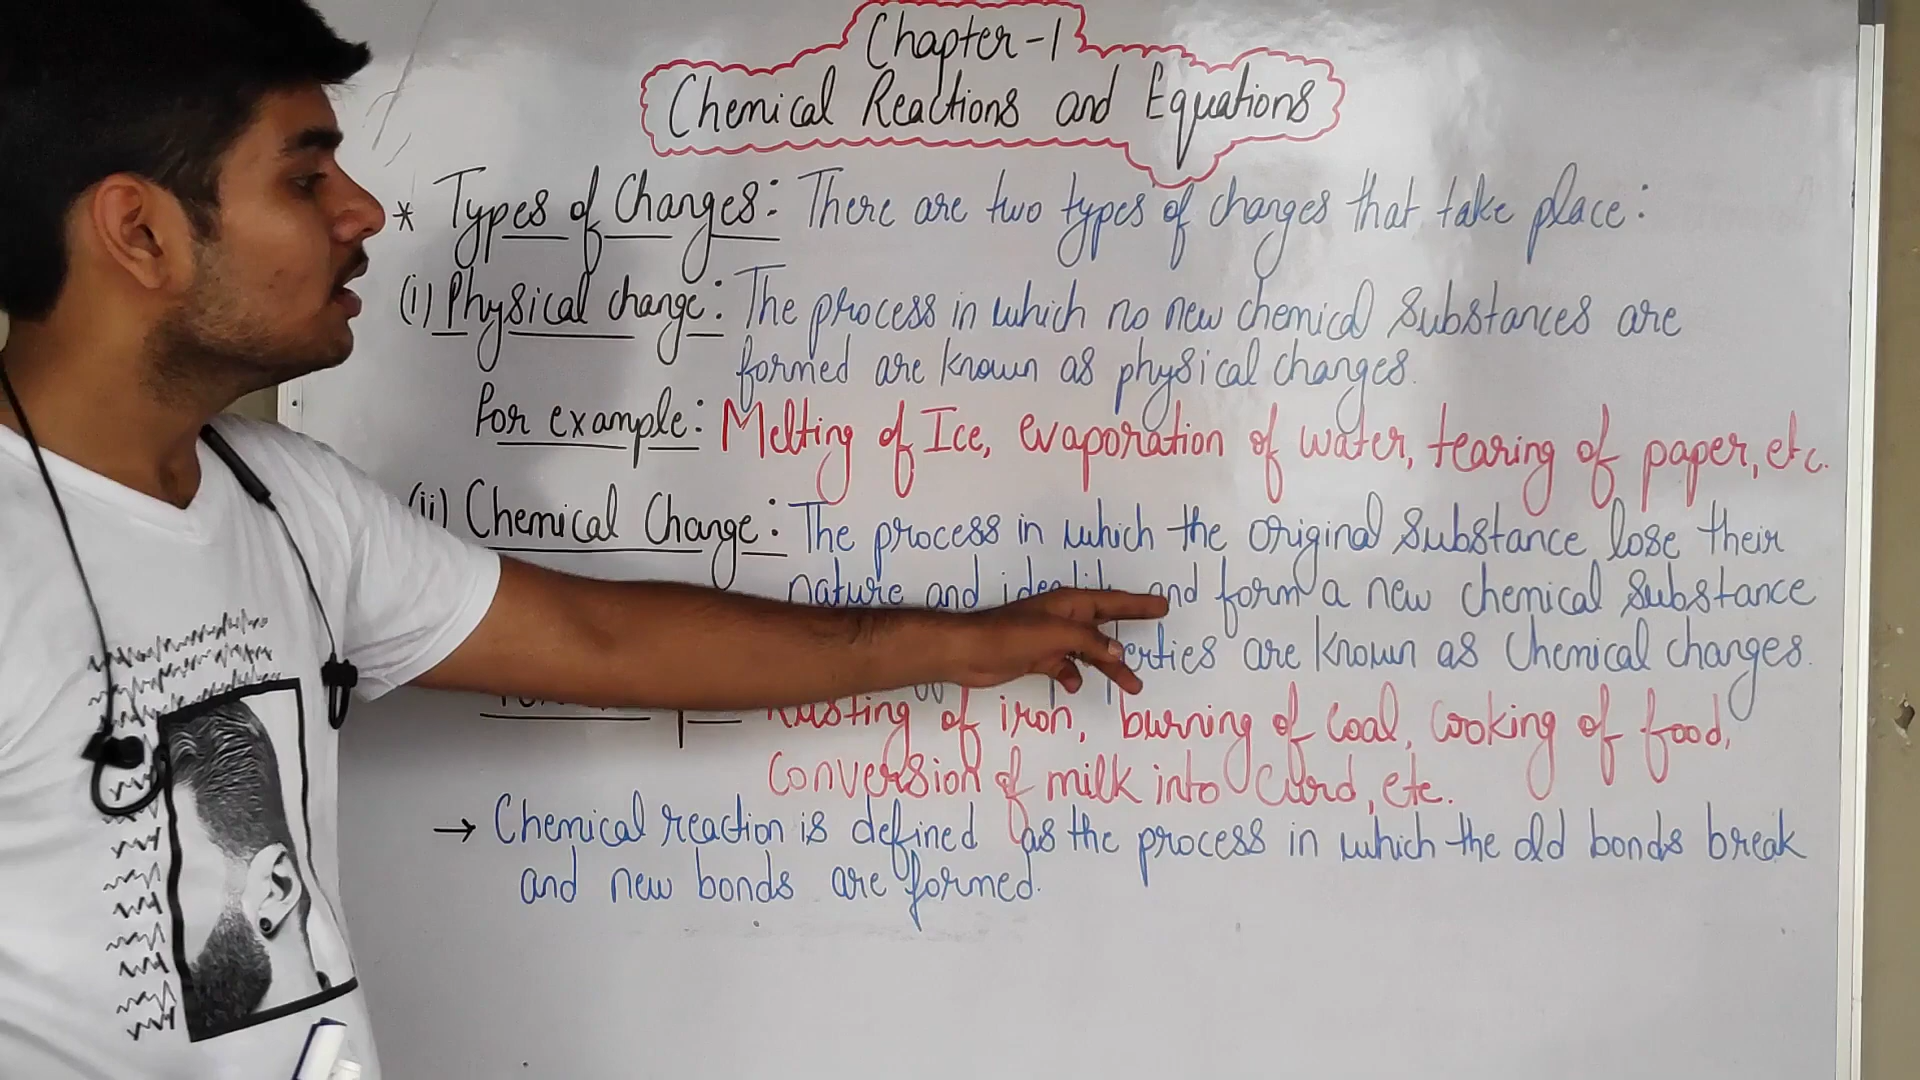 Chapter-1
Chemical Reactions and Equations
* Types of Changes: There are two types of changes that take place:
(i) Physical change: The process in which no new chemical substances are
formed are known as physical changes.
For example: Melting of Ice, evaporation of water, tearing of paper, etc.
(ii) Chemical Change: The process in which the original substance lose their
nature and and form a new chemical substance
are known as chemical changes.
Rusting of iron, burning of coal, cooking of food,
conversion of milk into curd, etc.
→ Chemical reaction is defined as the process in which the old bonds break
and new bonds are formed.